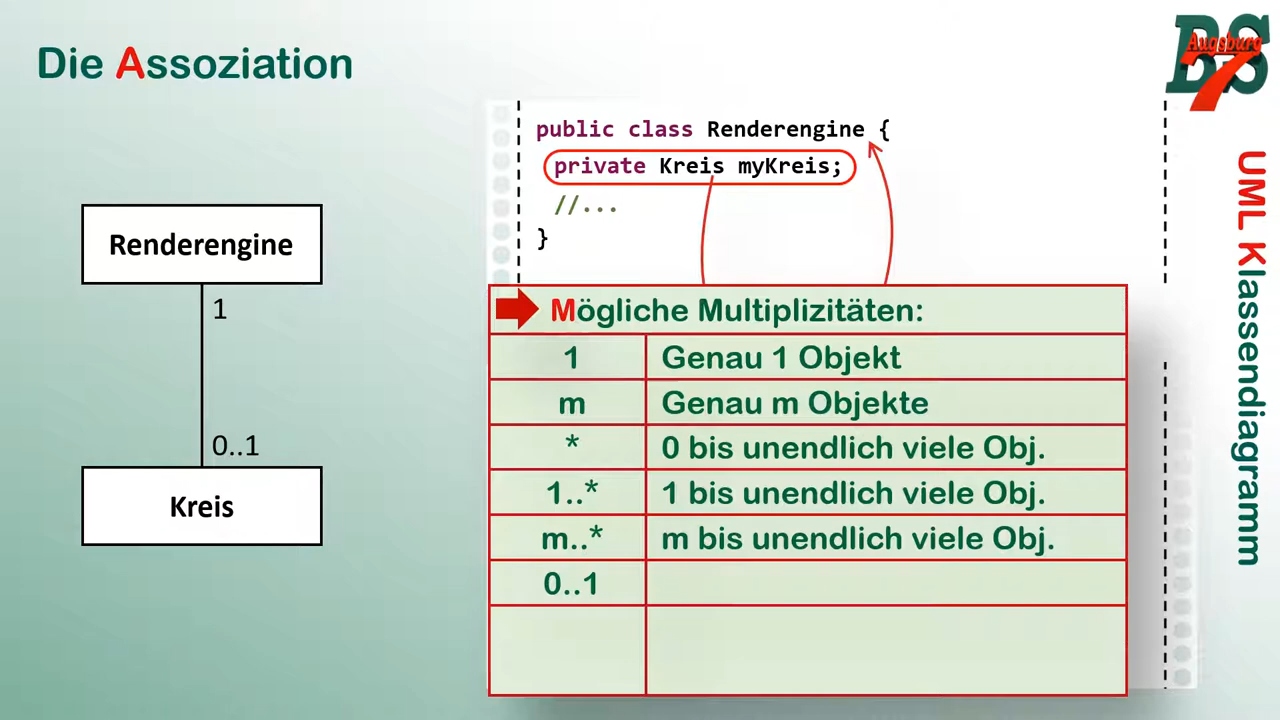 Die Assoziation
BS
Augsburg
7
public class Renderengine {
private Kreis myKreis;
//...
}
Renderengine
1
0..1
Kreis
Mögliche Multiplizitäten:
1 Genau 1 Objekt
m Genau m Objekte
* 0 bis unendlich viele Obj.
1..* 1 bis unendlich viele Obj.
m..* m bis unendlich viele Obj.
0..1
UML Klassendiagramm